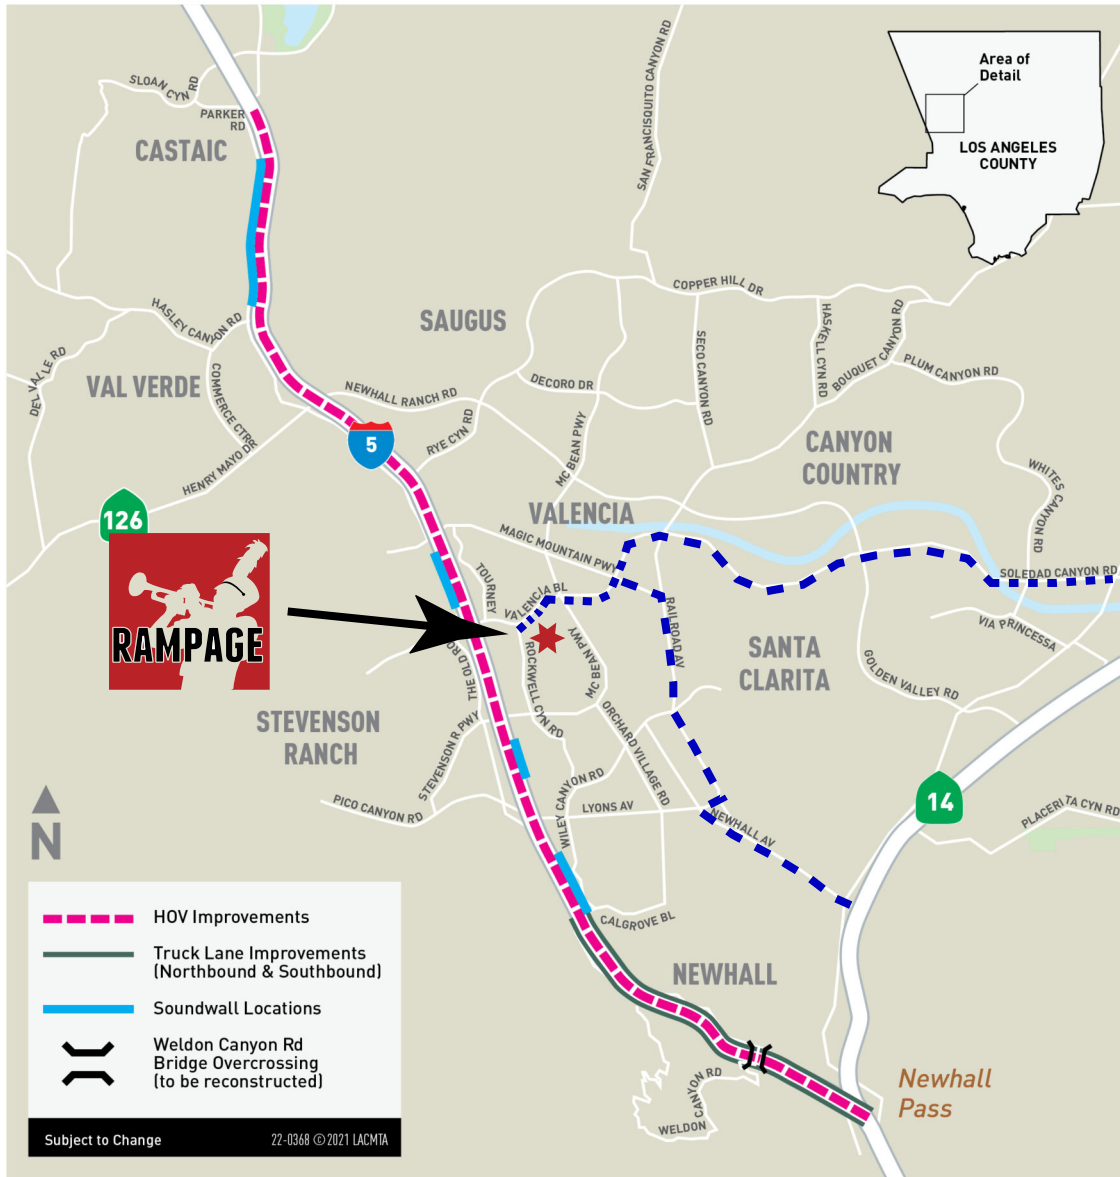 SLOAN CYN RD
PARKER
RD
CASTAIC
SAN FRANCISQUITO CANYON RD
Area of
Detail
LOS ANGELES
COUNTY
COPPER HILL DR
HASLEY CANYON RD
SAUGUS
HASKELL CYN RD
BOUQUET CANYON RD
SECO CANYON RD
PLUM CANYON RD
DEL VALLE RD
VAL VERDE
COMMERCE CTR
NEWHALL RANCH RD
DECORO DR
RYE CYN RD
MC BEAN PWY
CANYON
COUNTRY
5
HENRY MAYO DR
WHITES CANYON RD
126
VALENCIA
MAGIC MOUNTAIN PWY
SOLEDAD CANYON RD
TOURNEY
VALENCIA BL
RAILROAD AV
RAMPAGE
THE OLD RO
ROCKWELL CYN RD
MC BEAN PWY
SANTA
CLARITA
VIA PRINCESSA
GOLDEN VALLEY RD
STEVENSON
RANCH
STEVENSON R PWY
ORCHARD VILLAGE RD
PICO CANYON RD
WILEY CANYON RD
LYONS AV
NEWHALL AV
14
PLACERITA CYN RD
N
CALGROVE BL
NEWHALL
HOV Improvements
Truck Lane Improvements
(Northbound & Southbound)
Soundwall Locations
Weldon Canyon Rd
Bridge Overcrossing
(to be reconstructed)
WELDON CANYON RD
Newhall
Pass
Subject to Change
22-0368 ©2021 LACMTA